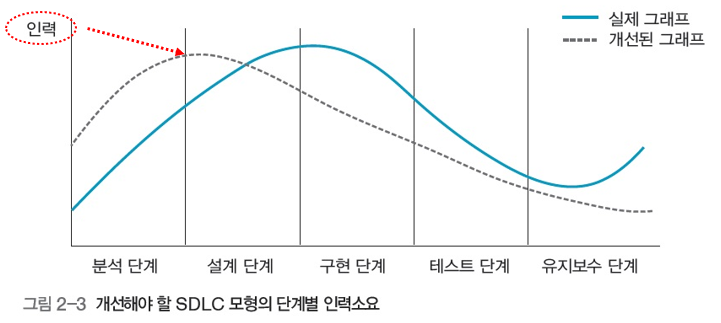 인력
실제 그래프
개선된 그래프
분석 단계 설계 단계 구현 단계 테스트 단계 유지보수 단계
그림 2-3 개선해야 할 SDLC 모형의 단계별 인력소요